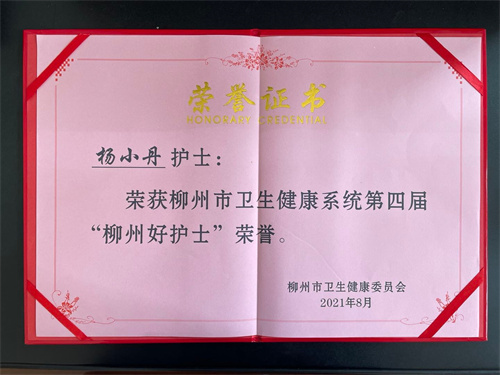 荣誉证书
HONORARY CREDENTIAL
杨小丹 护士：
荣获柳州市卫生健康系统第四届
“柳州好护士”荣誉。
柳州市卫生健康委员会
2021年8月